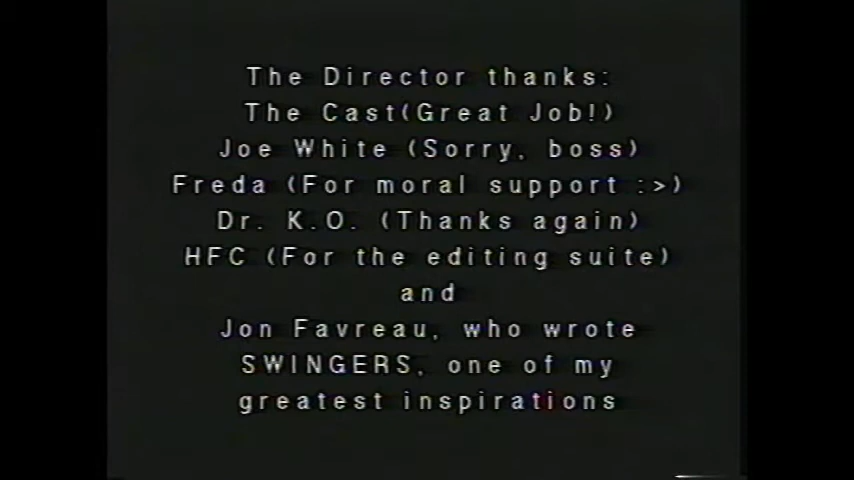 The Director thanks:
The Cast(Great Job!)
Joe White (Sorry, boss)
Freda (For moral support :>)
Dr. K.O. (Thanks again)
HFC (For the editing suite)
and
Jon Favreau, who wrote
SWINGERS, one of my
greatest inspirations